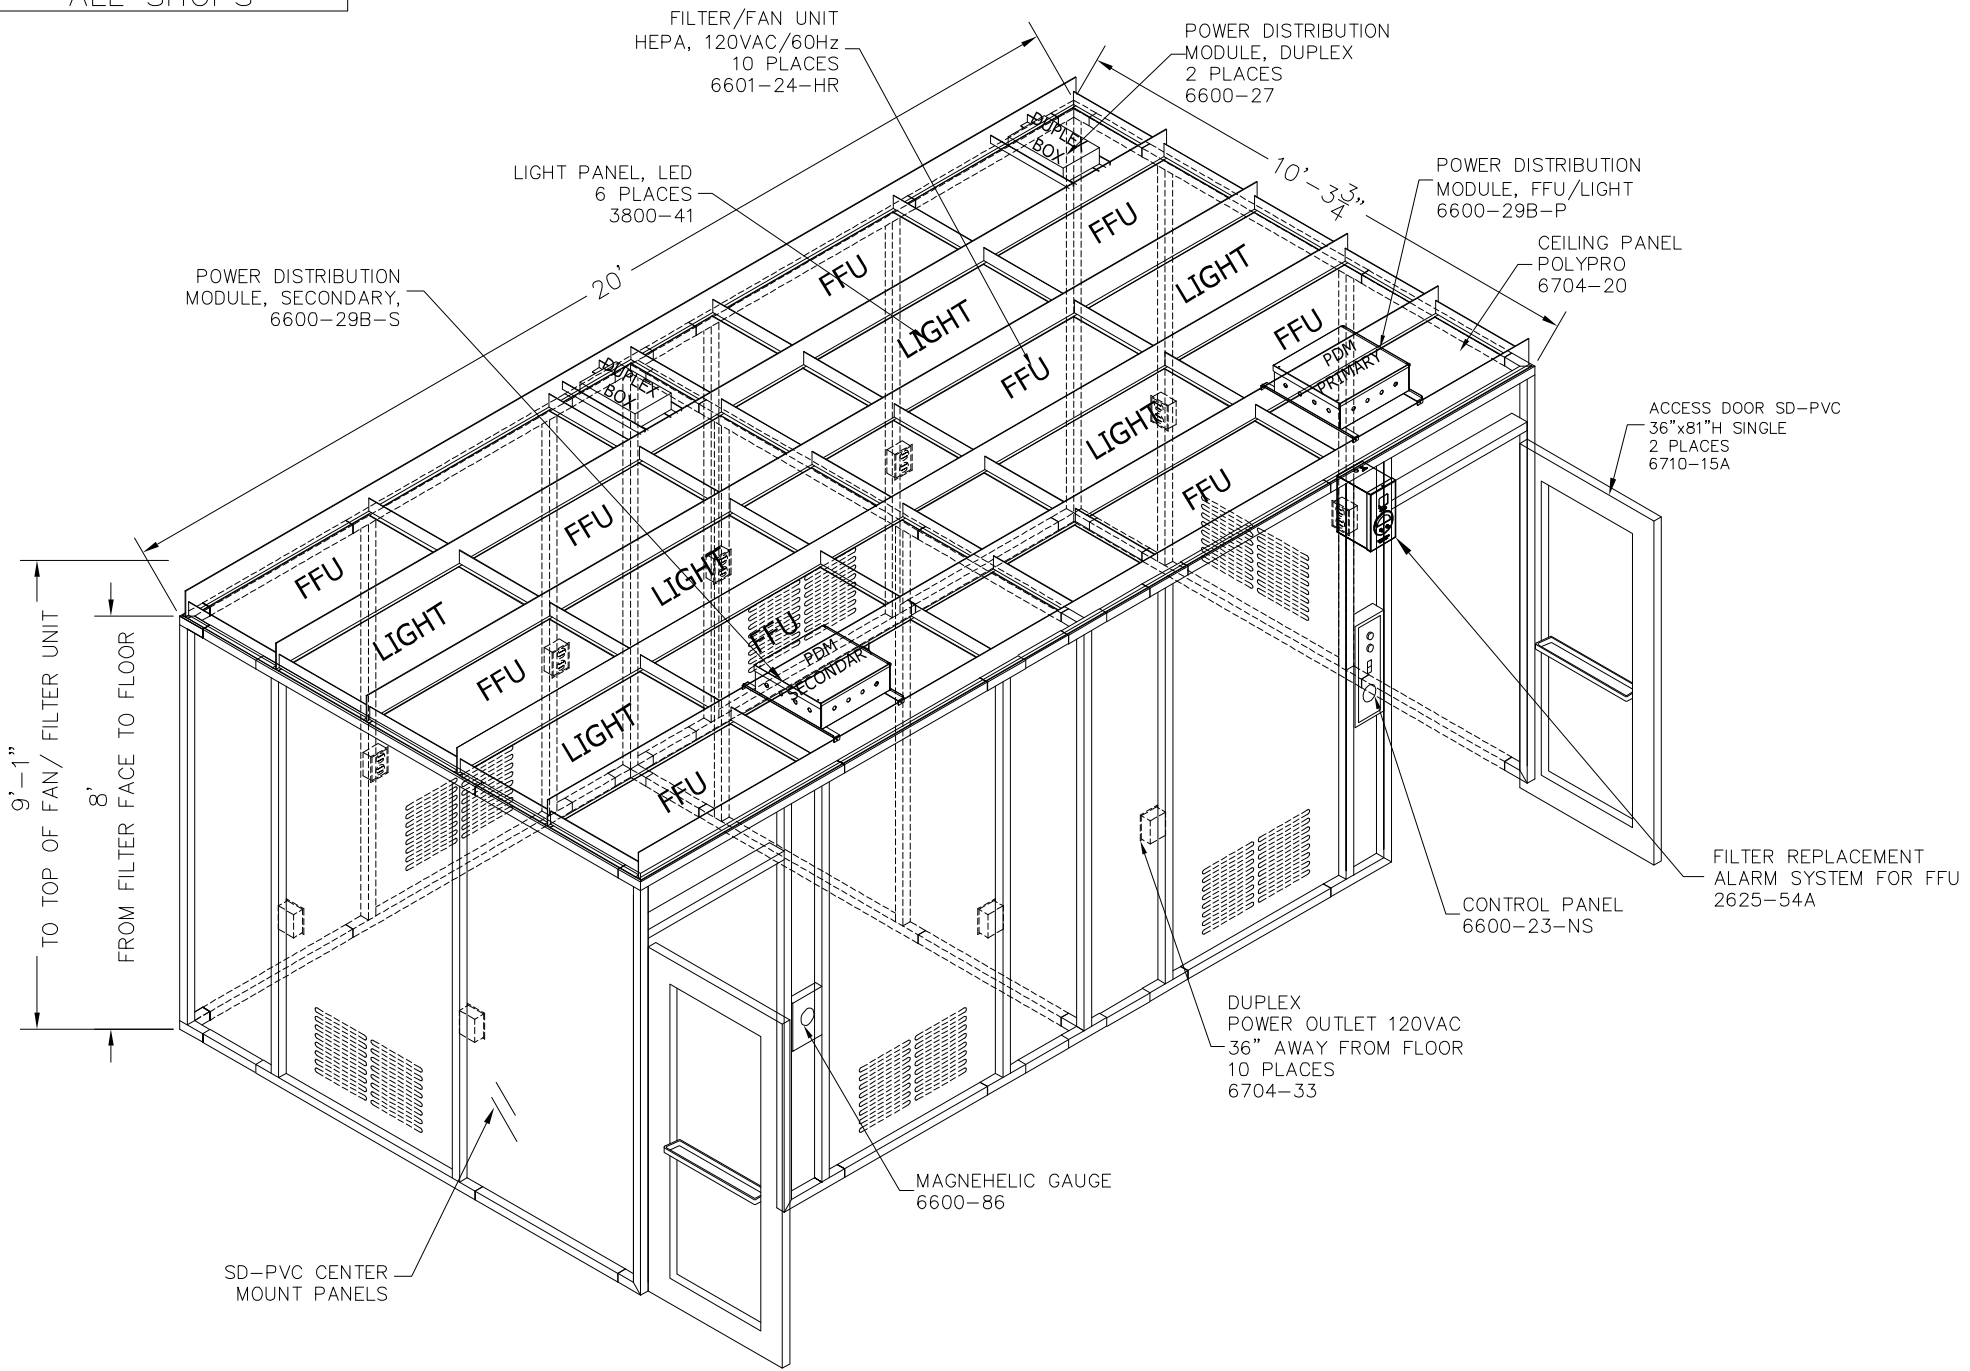 ALL SHOPS
FILTER/FAN UNIT
HEPA, 120VAC/60Hz
10 PLACES
6601-24-HR
POWER DISTRIBUTION
MODULE, DUPLEX
2 PLACES
6600-27
LIGHT PANEL, LED
6 PLACES
3800-41
POWER DISTRIBUTION
MODULE, FFU/LIGHT
6600-29B-P
CEILING PANEL
POLYPRO
6704-20
POWER DISTRIBUTION
MODULE, SECONDARY,
6600-29B-S
20'
10'-3 3/4"
ACCESS DOOR SD-PVC
36"x81"H SINGLE
2 PLACES
6710-15A
DUPLEX
BOX
FFU
FFU
LIGHT
LIGHT
FFU
FFU
PDM
PRIMARY
DUPLEX
BOX
LIGHT
FFU
FFU
FFU
LIGHT
LIGHT
FFU
PDM
SECONDARY
FFU
LIGHT
FFU
9'-1"
TO TOP OF FAN/ FILTER UNIT
8'
FROM FILTER FACE TO FLOOR
FILTER REPLACEMENT
ALARM SYSTEM FOR FFU
2625-54A
CONTROL PANEL
6600-23-NS
DUPLEX
POWER OUTLET 120VAC
36" AWAY FROM FLOOR
10 PLACES
6704-33
MAGNEHELIC GAUGE
6600-86
SD-PVC CENTER
MOUNT PANELS